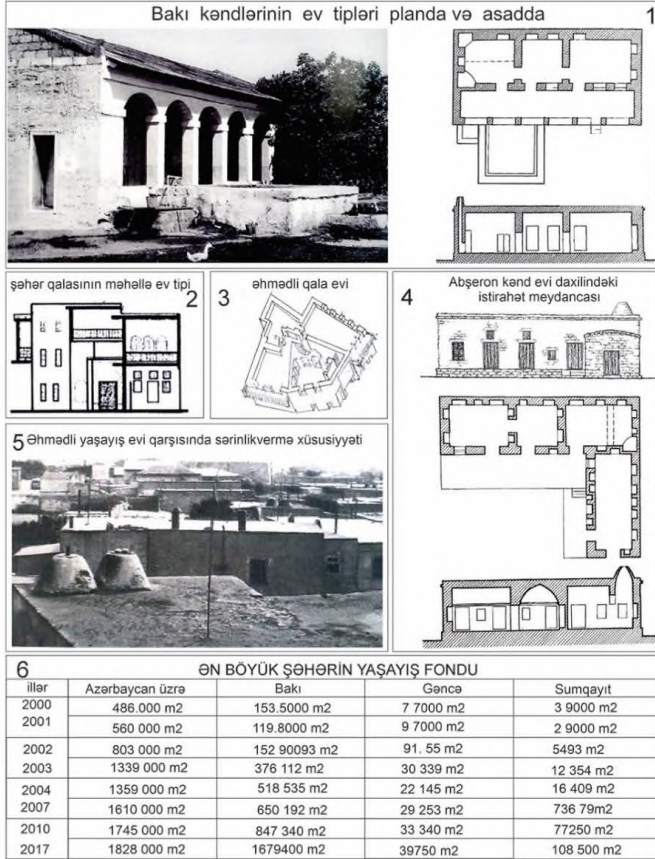 Bakı kəndlərinin ev tipləri planda və asadda
1
şəhər qalasının məhəllə ev tipi
2
3
əhmədli qala evi
4
Abşeron kənd evi daxilindəki
istirahət meydancası
5 Əhmədli yaşayış evi qarşısında sərinlikvermə xüsusiyyəti
6 ƏN BÖYÜK ŞƏHƏRİN YAŞAYIŞ FONDU
illər Azərbaycan üzrə Bakı Gəncə Sumqayıt
2000 486.000 m2 153.5000 m2 7 7000 m2 3 9000 m2
2001 560 000 m2 119.8000 m2 9 7000 m2 2 9000 m2
2002 803 000 m2 152 90093 m2 91. 55 m2 5493 m2
2003 1339 000 m2 376 112 m2 30 339 m2 12 354 m2
2004 1359 000 m2 518 535 m2 22 145 m2 16 409 m2
2007 1610 000 m2 650 192 m2 29 253 m2 736 79m2
2010 1745 000 m2 847 340 m2 33 340 m2 77250 m2
2017 1828 000 m2 1679400 m2 39750 m2 108 500 m2